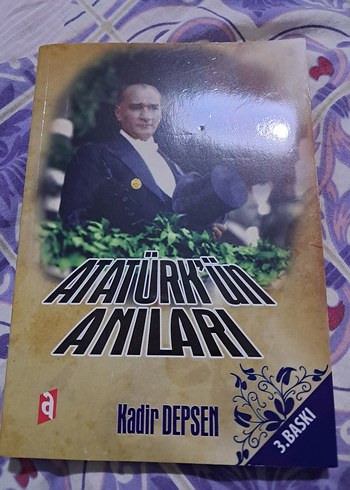 ATATÜRK'ün
ANILARI
a
Kadir DEPSEN
3. BASKI